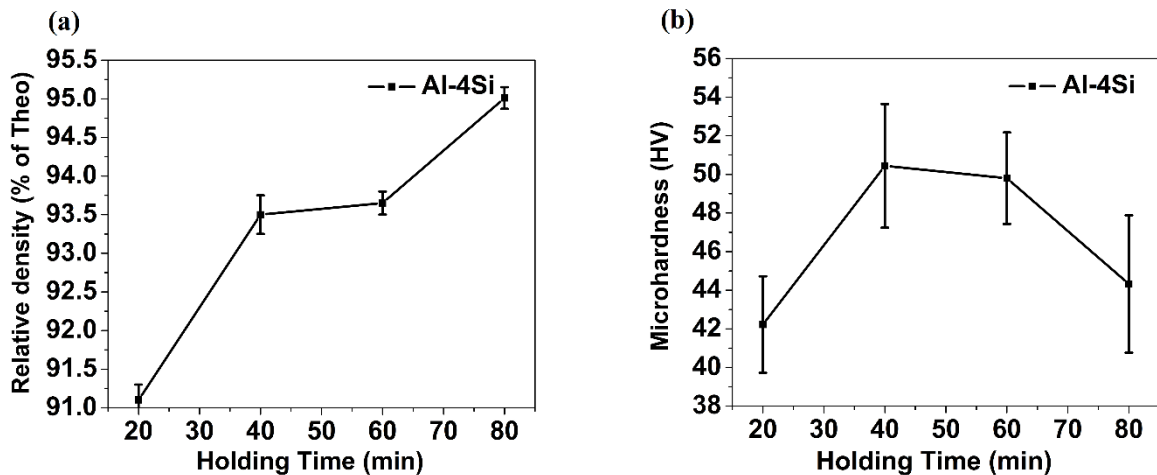 (a)
Relative density (% of Theo)
95.5
95.0
94.5
94.0
93.5
93.0
92.5
92.0
91.5
91.0
Al-4Si
20 30 40 50 60 70 80
Holding Time (min)
(b)
Microhardness (HV)
56
54
52
50
48
46
44
42
40
38
Al-4Si
20 30 40 50 60 70 80
Holding Time (min)